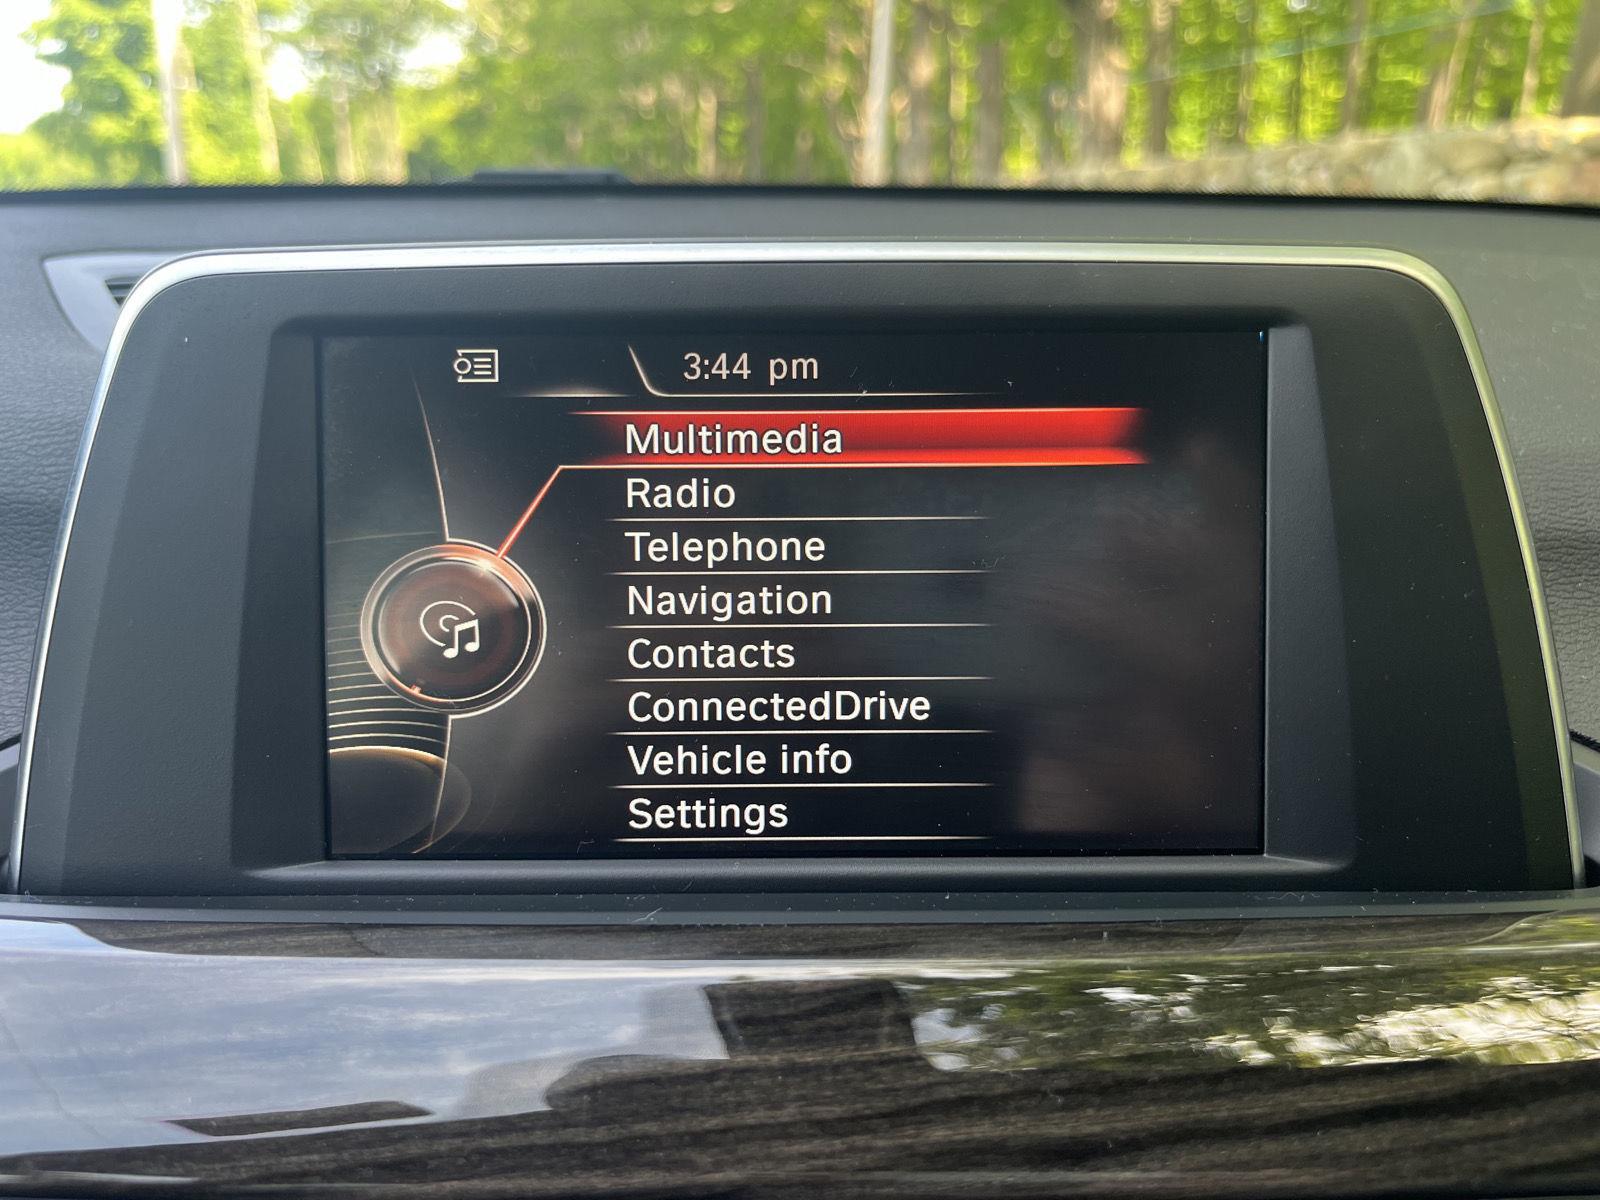 3:44 pm
Multimedia
Radio
Telephone
Navigation
Contacts
ConnectedDrive
Vehicle info
Settings